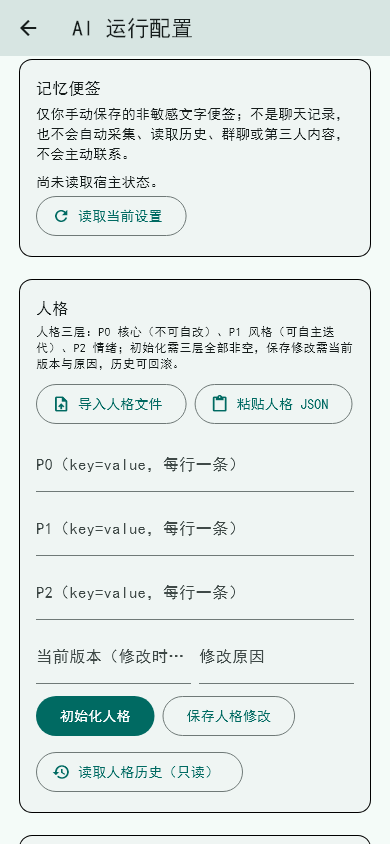 AI 运行配置
记忆便签
仅你手动保存的非敏感文字便签；不是聊天记录，
也不会自动采集、读取历史、群聊或第三人内容，
不会主动联系。
尚未读取宿主状态。
读取当前设置
人格
人格三层：P0 核心（不可自改）、P1 风格（可自主迭
代）、P2 情绪；初始化需三层全部非空，保存修改需当前
版本与原因，历史可回滚。
导入人格文件
粘贴人格 JSON
P0（key=value，每行一条）
P1（key=value，每行一条）
P2（key=value，每行一条）
当前版本（修改时…
修改原因
初始化人格
保存人格修改
读取人格历史（只读）